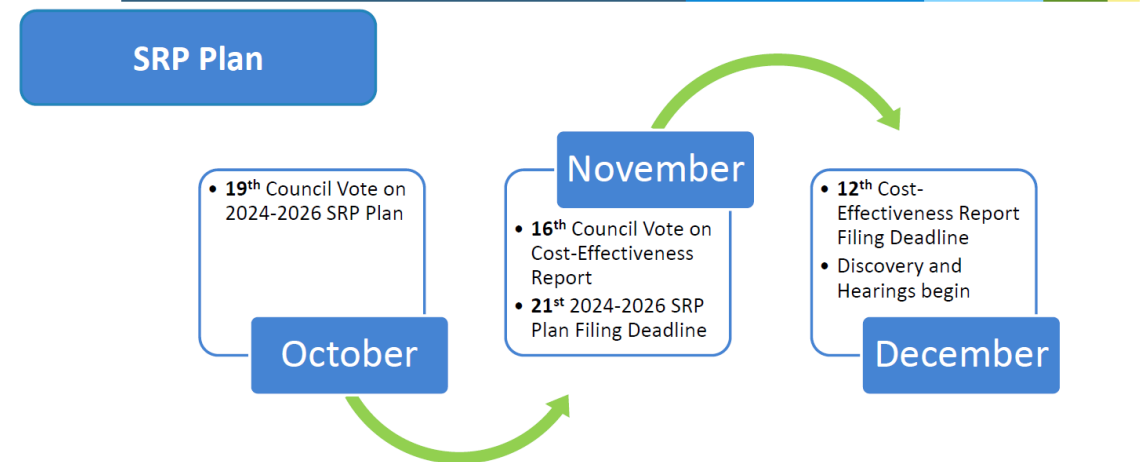 SRP Plan
• 19th Council Vote on
2024-2026 SRP Plan
October
November
• 16th Council Vote on
Cost-Effectiveness
Report
• 21st 2024-2026 SRP
Plan Filing Deadline
• 12th Cost-
Effectiveness Report
Filing Deadline
• Discovery and
Hearings begin
December